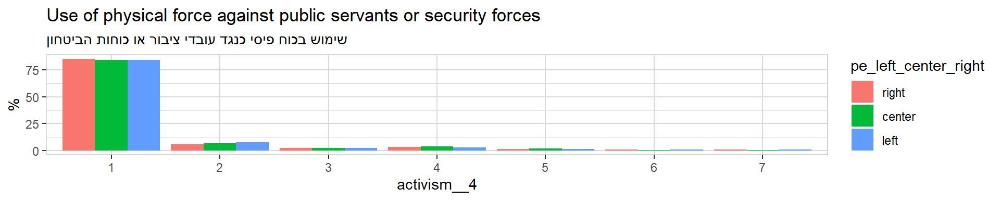 Use of physical force against public servants or security forces
שימוש בכוח פיסי כנגד עובדי ציבור או כוחות הביטחון
%
75
50
25
0
1 2 3 4 5 6 7
activism__4
pe_left_center_right
right
center
left